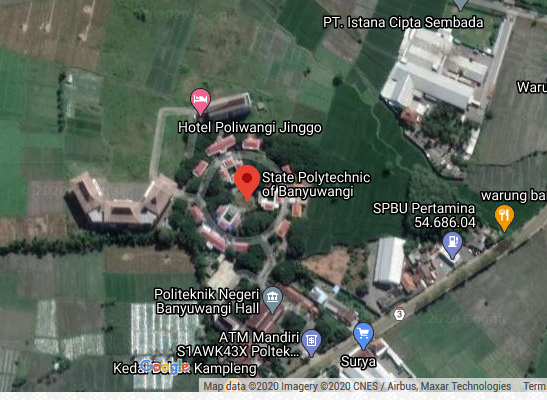 PT. Istana Cipta Sembada
Waru
Hotel Poliwangi Jinggo
State Polytechnic
of Banyuwangi
warung bar
SPBU Pertamina
54.686.04
Politeknik Negeri
Banyuwangi Hall
3
ATM Mandiri
S1AWK43X Poltek...
Surya
Kedai Bebek Kampleng
Google
Map data ©2020 Imagery ©2020 CNES / Airbus, Maxar Technologies
Term